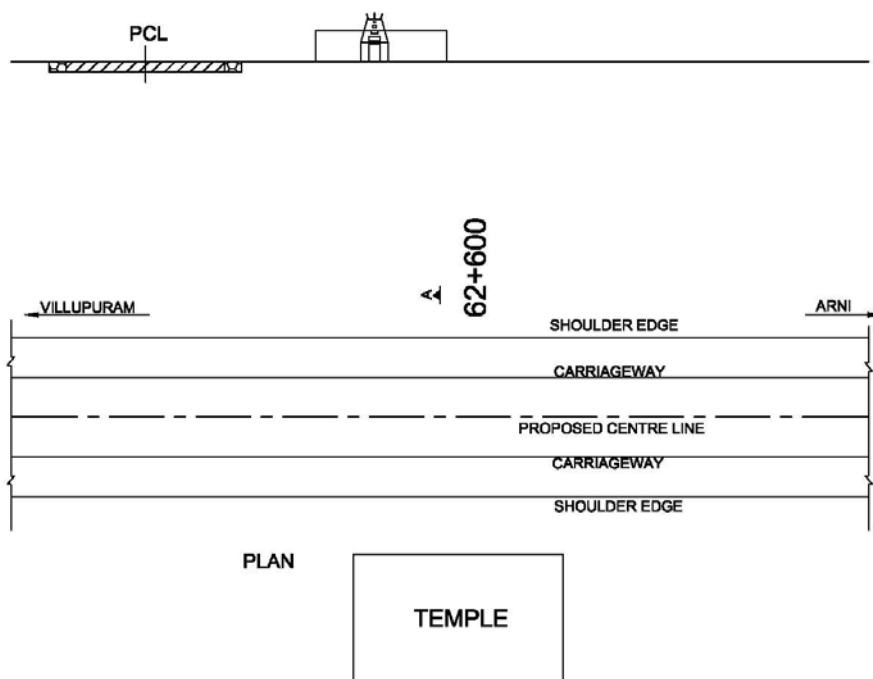 PCL
62+600
A
VILLUPURAM
ARNI
SHOULDER EDGE
CARRIAGEWAY
PROPOSED CENTRE LINE
CARRIAGEWAY
SHOULDER EDGE
PLAN
TEMPLE